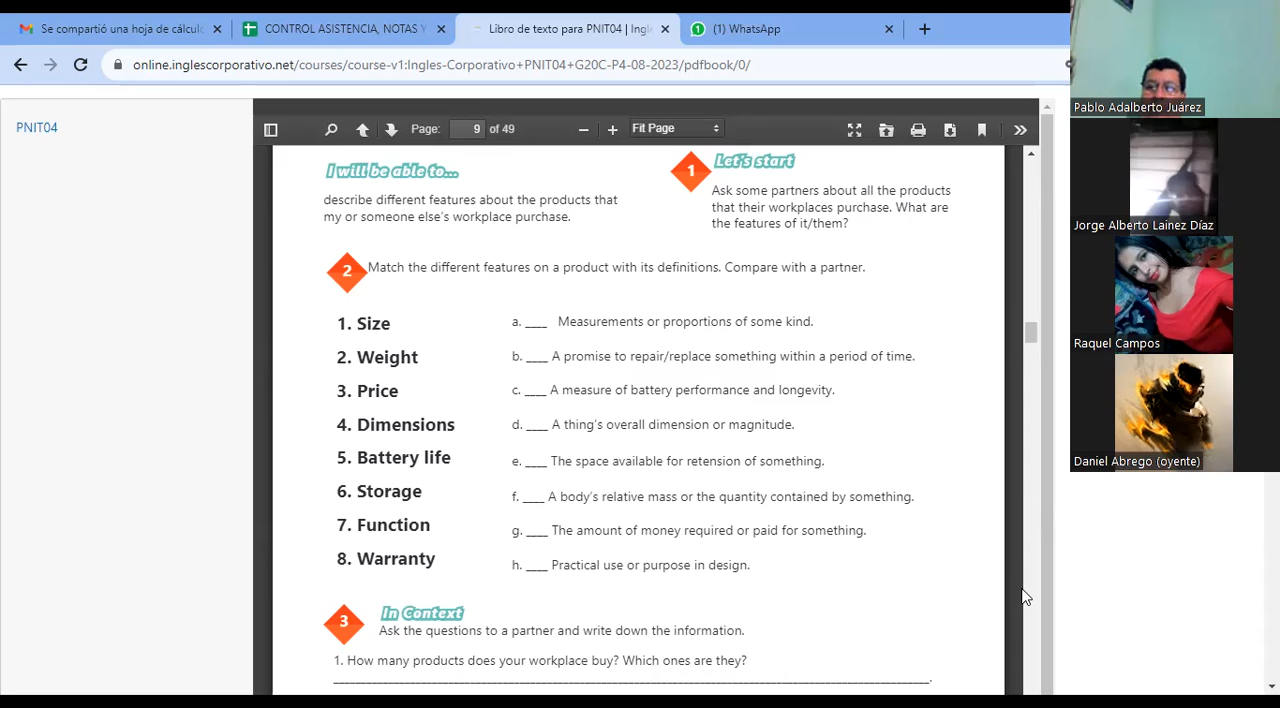 Se compartió una hoja de cálculo
CONTROL ASISTENCIA, NOTAS Y
Libro de texto para PNIT04 | Ingl
(1) WhatsApp
online.inglescorporativo.net/courses/course-v1:Ingles-Corporativo+PNIT04+G20C-P4-08-2023/pdfbook/0/
PNIT04
Page: 9 of 49
Fit Page
I will be able to...
describe different features about the products that
my or someone else's workplace purchase.
1
Let's start
Ask some partners about all the products
that their workplaces purchase. What are
the features of it/them?
2
Match the different features on a product with its definitions. Compare with a partner.
1. Size
a. ____ Measurements or proportions of some kind.
2. Weight
b. ____ A promise to repair/replace something within a period of time.
3. Price
c. ____ A measure of battery performance and longevity.
4. Dimensions
d. ____ A thing's overall dimension or magnitude.
5. Battery life
e. ____ The space available for retension of something.
6. Storage
f. ____ A body's relative mass or the quantity contained by something.
7. Function
g. ____ The amount of money required or paid for something.
8. Warranty
h. ____ Practical use or purpose in design.
3
In Context
Ask the questions to a partner and write down the information.
1. How many products does your workplace buy? Which ones are they?
Pablo Adalberto Juárez
Jorge Alberto Lainez Díaz
Raquel Campos
Daniel Abrego (oyente)